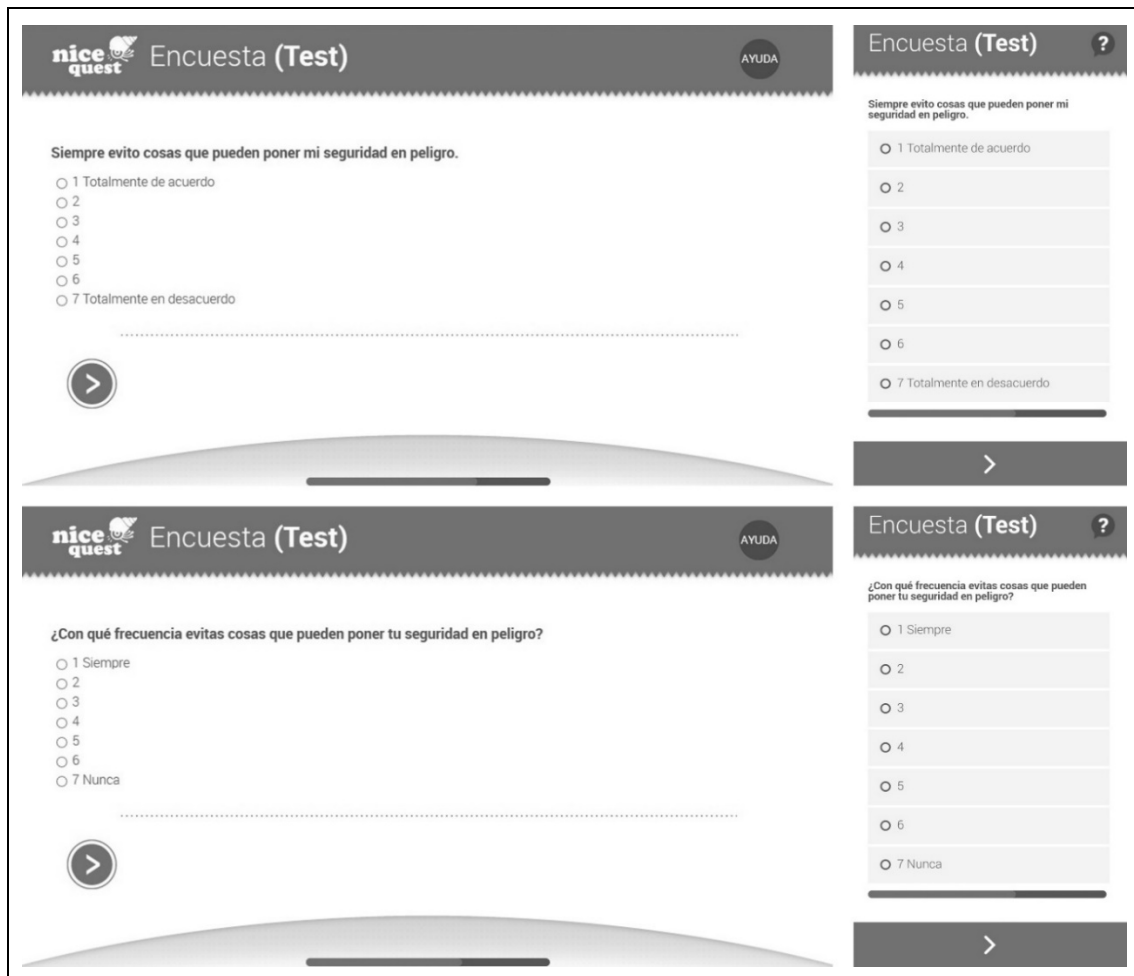 nice quest
Encuesta (Test)
AYUDA
Siempre evito cosas que pueden poner mi seguridad en peligro.
1 Totalmente de acuerdo
2
3
4
5
6
7 Totalmente en desacuerdo
>
Encuesta (Test)
?
Siempre evito cosas que pueden poner mi
seguridad en peligro.
1 Totalmente de acuerdo
2
3
4
5
6
7 Totalmente en desacuerdo
>
nice quest
Encuesta (Test)
AYUDA
¿Con qué frecuencia evitas cosas que pueden poner tu seguridad en peligro?
1 Siempre
2
3
4
5
6
7 Nunca
>
Encuesta (Test)
?
¿Con qué frecuencia evitas cosas que pueden
poner tu seguridad en peligro?
1 Siempre
2
3
4
5
6
7 Nunca
>